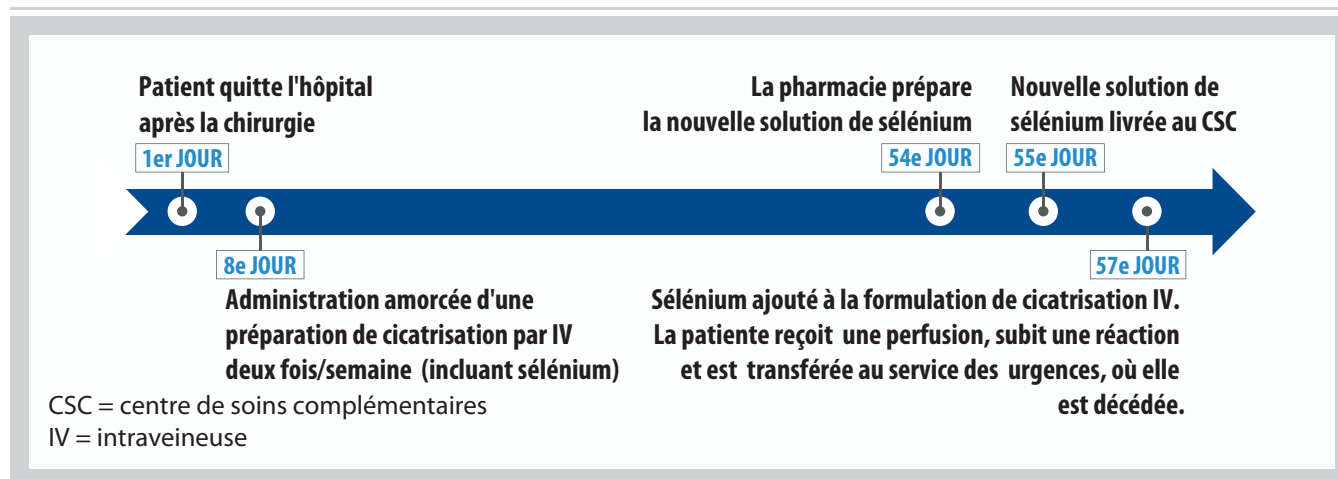 Patient quitte l'hôpital
après la chirurgie
1er JOUR
La pharmacie prépare
la nouvelle solution de sélénium
54e JOUR
Nouvelle solution de
sélénium livrée au CSC
55e JOUR
8e JOUR
Administration amorcée d'une
préparation de cicatrisation par IV
deux fois/semaine (incluant sélénium)
57e JOUR
Sélénium ajouté à la formulation de cicatrisation IV.
La patiente reçoit une perfusion, subit une réaction
et est transférée au service des urgences, où elle
est décédée.
CSC = centre de soins complémentaires
IV = intraveineuse